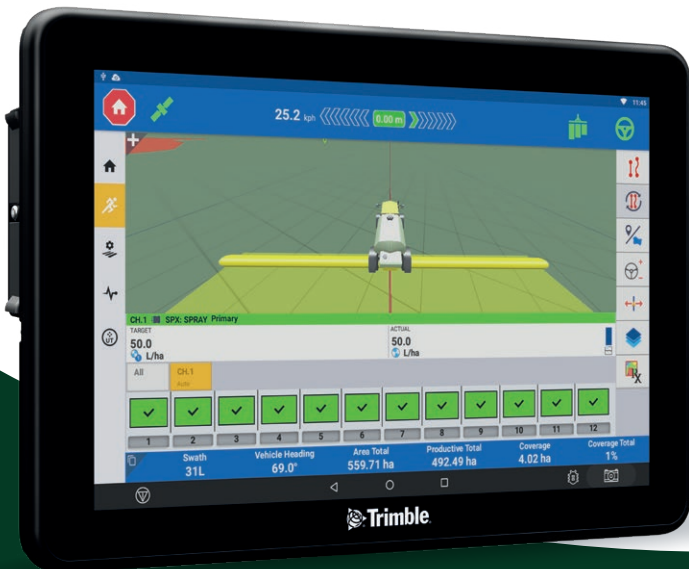 11:45
25.2 kph
0.00 m
CH.1 SPX: SPRAY Primary
TARGET
50.0
L/ha
ACTUAL
50.0
L/ha
All
CH.1
Auto
UT
Rx
1 2 3 4 5 6 7 8 9 10 11 12
Swath
31L
Vehicle Heading
69.0°
Area Total
559.71 ha
Productive Total
492.49 ha
Coverage
4.02 ha
Coverage Total
1%
Trimble